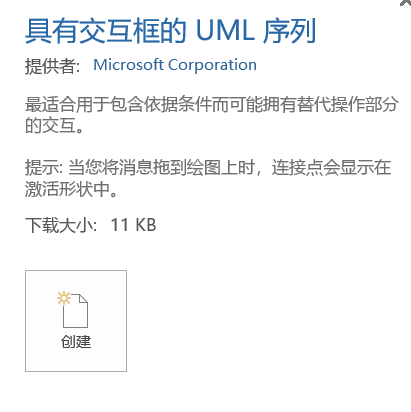 具有交互框的 UML 序列
提供者: Microsoft Corporation
最适合用于包含依据条件而可能拥有替代操作部分
的交互。
提示: 当您将消息拖到绘图上时，连接点会显示在
激活形状中。
下载大小: 11 KB
创建